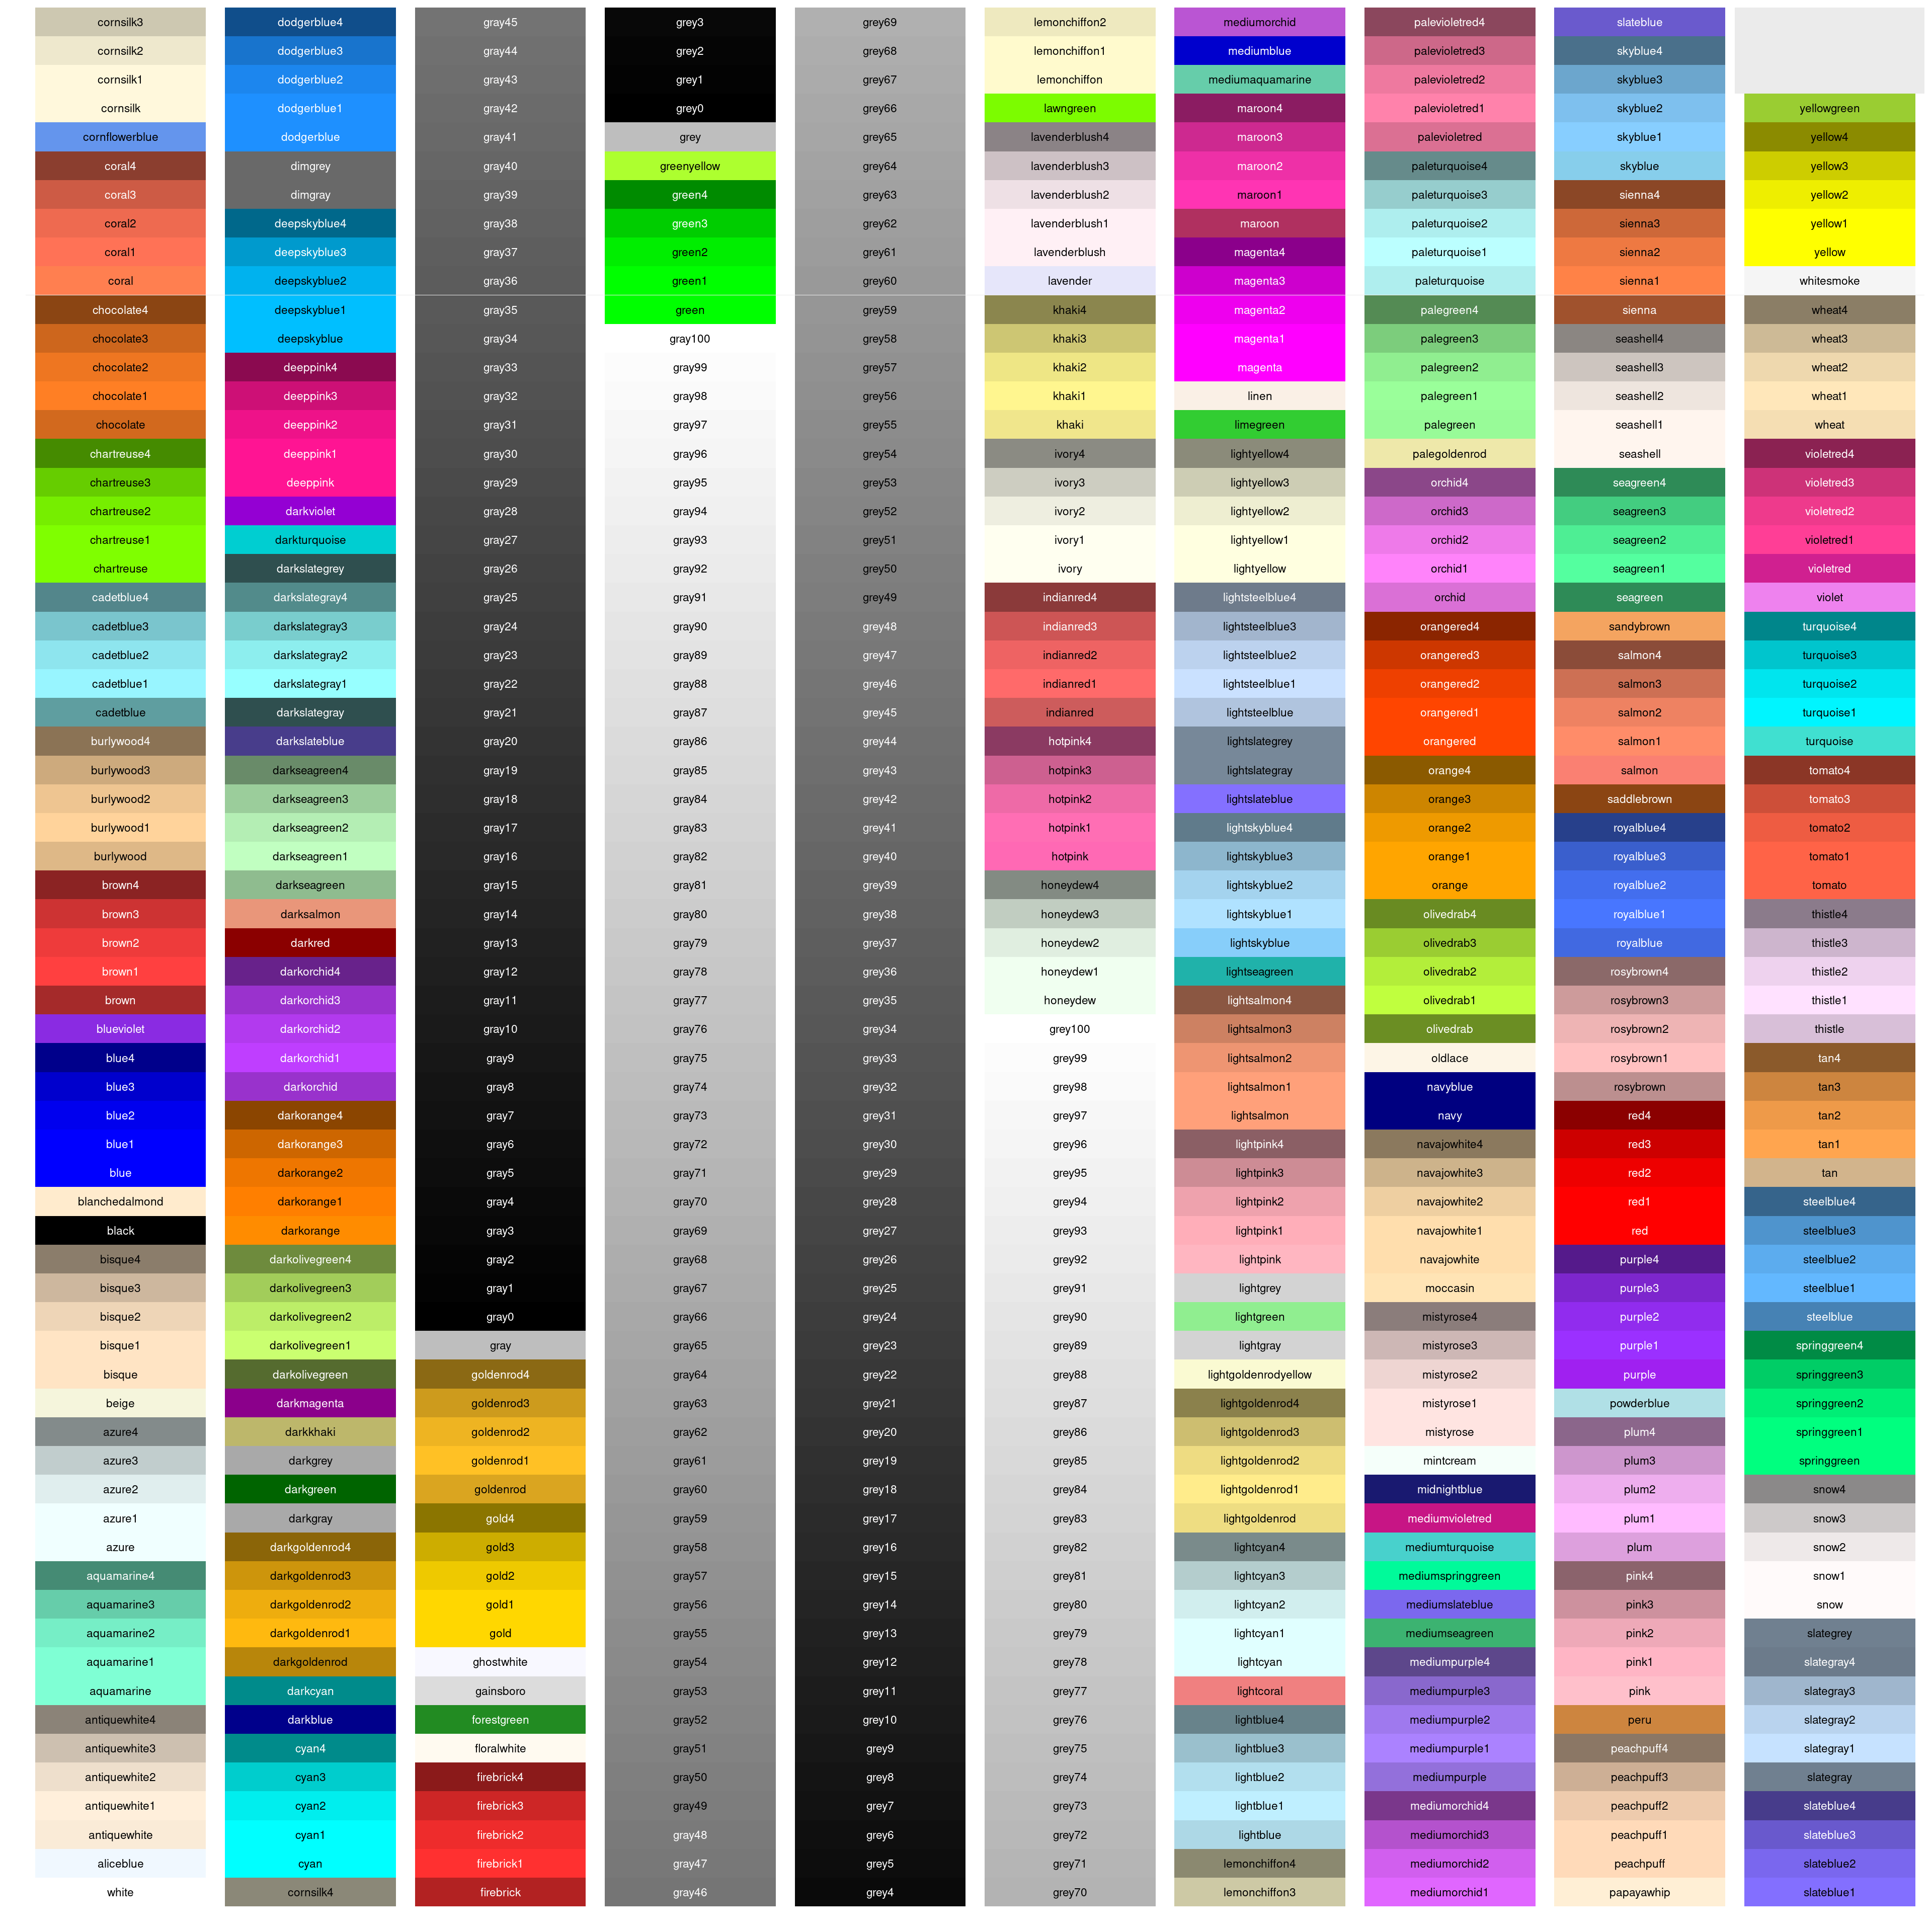 cornsilk3
cornsilk2
cornsilk1
cornsilk
cornflowerblue
coral4
coral3
coral2
coral1
coral
chocolate4
chocolate3
chocolate2
chocolate1
chocolate
chartreuse4
chartreuse3
chartreuse2
chartreuse1
chartreuse
cadetblue4
cadetblue3
cadetblue2
cadetblue1
cadetblue
burlywood4
burlywood3
burlywood2
burlywood1
burlywood
brown4
brown3
brown2
brown1
brown
blueviolet
blue4
blue3
blue2
blue1
blue
blanchedalmond
black
bisque4
bisque3
bisque2
bisque1
bisque
beige
azure4
azure3
azure2
azure1
azure
aquamarine4
aquamarine3
aquamarine2
aquamarine1
aquamarine
antiquewhite4
antiquewhite3
antiquewhite2
antiquewhite1
antiquewhite
aliceblue
white
dodgerblue4
dodgerblue3
dodgerblue2
dodgerblue1
dodgerblue
dimgrey
dimgray
deepskyblue4
deepskyblue3
deepskyblue2
deepskyblue1
deepskyblue
deeppink4
deeppink3
deeppink2
deeppink1
deeppink
darkviolet
darkturquoise
darkslategrey
darkslategray4
darkslategray3
darkslategray2
darkslategray1
darkslategray
darkslateblue
darkseagreen4
darkseagreen3
darkseagreen2
darkseagreen1
darkseagreen
darksalmon
darkred
darkorchid4
darkorchid3
darkorchid2
darkorchid1
darkorchid
darkorange4
darkorange3
darkorange2
darkorange1
darkorange
darkolivegreen4
darkolivegreen3
darkolivegreen2
darkolivegreen1
darkolivegreen
darkmagenta
darkkhaki
darkgrey
darkgreen
darkgray
darkgoldenrod4
darkgoldenrod3
darkgoldenrod2
darkgoldenrod1
darkgoldenrod
darkcyan
darkblue
cyan4
cyan3
cyan2
cyan1
cyan
cornsilk4
gray45
gray44
gray43
gray42
gray41
gray40
gray39
gray38
gray37
gray36
gray35
gray34
gray33
gray32
gray31
gray30
gray29
gray28
gray27
gray26
gray25
gray24
gray23
gray22
gray21
gray20
gray19
gray18
gray17
gray16
gray15
gray14
gray13
gray12
gray11
gray10
gray9
gray8
gray7
gray6
gray5
gray4
gray3
gray2
gray1
gray0
gray
goldenrod4
goldenrod3
goldenrod2
goldenrod1
goldenrod
gold4
gold3
gold2
gold1
gold
ghostwhite
gainsboro
forestgreen
floralwhite
firebrick4
firebrick3
firebrick2
firebrick1
firebrick
grey3
grey2
grey1
grey0
grey
greenyellow
green4
green3
green2
green1
green
gray100
gray99
gray98
gray97
gray96
gray95
gray94
gray93
gray92
gray91
gray90
gray89
gray88
gray87
gray86
gray85
gray84
gray83
gray82
gray81
gray80
gray79
gray78
gray77
gray76
gray75
gray74
gray73
gray72
gray71
gray70
gray69
gray68
gray67
gray66
gray65
gray64
gray63
gray62
gray61
gray60
gray59
gray58
gray57
gray56
gray55
gray54
gray53
gray52
gray51
gray50
gray49
gray48
gray47
gray46
grey69
grey68
grey67
grey66
grey65
grey64
grey63
grey62
grey61
grey60
grey59
grey58
grey57
grey56
grey55
grey54
grey53
grey52
grey51
grey50
grey49
grey48
grey47
grey46
grey45
grey44
grey43
grey42
grey41
grey40
grey39
grey38
grey37
grey36
grey35
grey34
grey33
grey32
grey31
grey30
grey29
grey28
grey27
grey26
grey25
grey24
grey23
grey22
grey21
grey20
grey19
grey18
grey17
grey16
grey15
grey14
grey13
grey12
grey11
grey10
grey9
grey8
grey7
grey6
grey5
grey4
lemonchiffon2
lemonchiffon1
lemonchiffon
lawngreen
lavenderblush4
lavenderblush3
lavenderblush2
lavenderblush1
lavenderblush
lavender
khaki4
khaki3
khaki2
khaki1
khaki
ivory4
ivory3
ivory2
ivory1
ivory
indianred4
indianred3
indianred2
indianred1
indianred
hotpink4
hotpink3
hotpink2
hotpink1
hotpink
honeydew4
honeydew3
honeydew2
honeydew1
honeydew
grey100
grey99
grey98
grey97
grey96
grey95
grey94
grey93
grey92
grey91
grey90
grey89
grey88
grey87
grey86
grey85
grey84
grey83
grey82
grey81
grey80
grey79
grey78
grey77
grey76
grey75
grey74
grey73
grey72
grey71
grey70
mediumorchid
mediumblue
mediumaquamarine
maroon4
maroon3
maroon2
maroon1
maroon
magenta4
magenta3
magenta2
magenta1
magenta
linen
limegreen
lightyellow4
lightyellow3
lightyellow2
lightyellow1
lightyellow
lightsteelblue4
lightsteelblue3
lightsteelblue2
lightsteelblue1
lightsteelblue
lightslategrey
lightslategray
lightslateblue
lightskyblue4
lightskyblue3
lightskyblue2
lightskyblue1
lightskyblue
lightseagreen
lightsalmon4
lightsalmon3
lightsalmon2
lightsalmon1
lightsalmon
lightpink4
lightpink3
lightpink2
lightpink1
lightpink
lightgrey
lightgreen
lightgray
lightgoldenrodyellow
lightgoldenrod4
lightgoldenrod3
lightgoldenrod2
lightgoldenrod1
lightgoldenrod
lightcyan4
lightcyan3
lightcyan2
lightcyan1
lightcyan
lightcoral
lightblue4
lightblue3
lightblue2
lightblue1
lightblue
lemonchiffon4
lemonchiffon3
palevioletred4
palevioletred3
palevioletred2
palevioletred1
palevioletred
paleturquoise4
paleturquoise3
paleturquoise2
paleturquoise1
paleturquoise
palegreen4
palegreen3
palegreen2
palegreen1
palegreen
palegoldenrod
orchid4
orchid3
orchid2
orchid1
orchid
orangered4
orangered3
orangered2
orangered1
orangered
orange4
orange3
orange2
orange1
orange
olivedrab4
olivedrab3
olivedrab2
olivedrab1
olivedrab
oldlace
navyblue
navy
navajowhite4
navajowhite3
navajowhite2
navajowhite1
navajowhite
moccasin
mistyrose4
mistyrose3
mistyrose2
mistyrose1
mistyrose
mintcream
midnightblue
mediumvioletred
mediumturquoise
mediumspringgreen
mediumslateblue
mediumseagreen
mediumpurple4
mediumpurple3
mediumpurple2
mediumpurple1
mediumpurple
mediumorchid4
mediumorchid3
mediumorchid2
mediumorchid1
slateblue
skyblue4
skyblue3
skyblue2
skyblue1
skyblue
sienna4
sienna3
sienna2
sienna1
sienna
seashell4
seashell3
seashell2
seashell1
seashell
seagreen4
seagreen3
seagreen2
seagreen1
seagreen
sandybrown
salmon4
salmon3
salmon2
salmon1
salmon
saddlebrown
royalblue4
royalblue3
royalblue2
royalblue1
royalblue
rosybrown4
rosybrown3
rosybrown2
rosybrown1
rosybrown
red4
red3
red2
red1
red
purple4
purple3
purple2
purple1
purple
powderblue
plum4
plum3
plum2
plum1
plum
pink4
pink3
pink2
pink1
pink
peru
peachpuff4
peachpuff3
peachpuff2
peachpuff1
peachpuff
papayawhip
yellowgreen
yellow4
yellow3
yellow2
yellow1
yellow
whitesmoke
wheat4
wheat3
wheat2
wheat1
wheat
violetred4
violetred3
violetred2
violetred1
violetred
violet
turquoise4
turquoise3
turquoise2
turquoise1
turquoise
tomato4
tomato3
tomato2
tomato1
tomato
thistle4
thistle3
thistle2
thistle1
thistle
tan4
tan3
tan2
tan1
tan
steelblue4
steelblue3
steelblue2
steelblue1
steelblue
springgreen4
springgreen3
springgreen2
springgreen1
springgreen
snow4
snow3
snow2
snow1
snow
slategrey
slategray4
slategray3
slategray2
slategray1
slategray
slateblue4
slateblue3
slateblue2
slateblue1